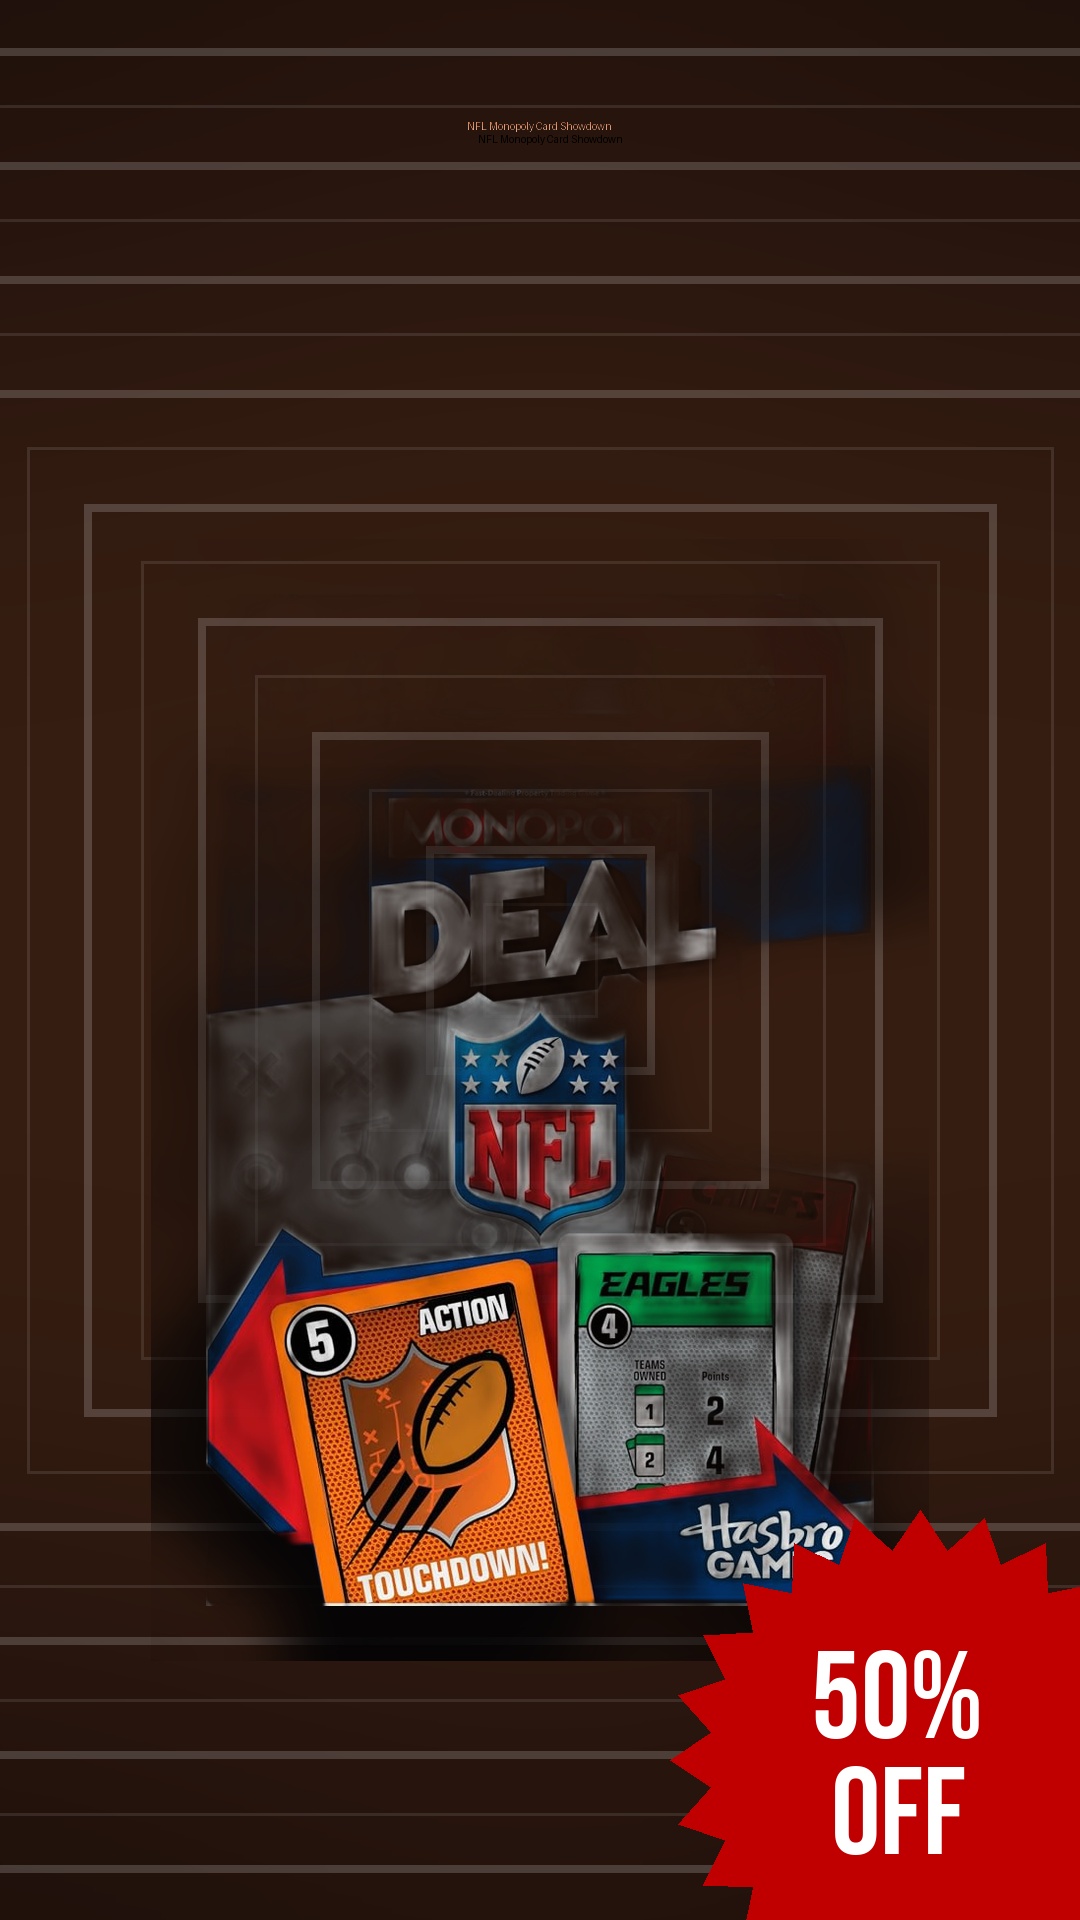 NFL Monopoly Card Showdown
NFL Monopoly Card Showdown
MONOPOLY
DEAL
NFL
CHIEFS
5
ACTION
TOUCHDOWN!
EAGLES
4
TEAMS
OWNED
Points
1
2
2
4
Hasbro
50%
OFF